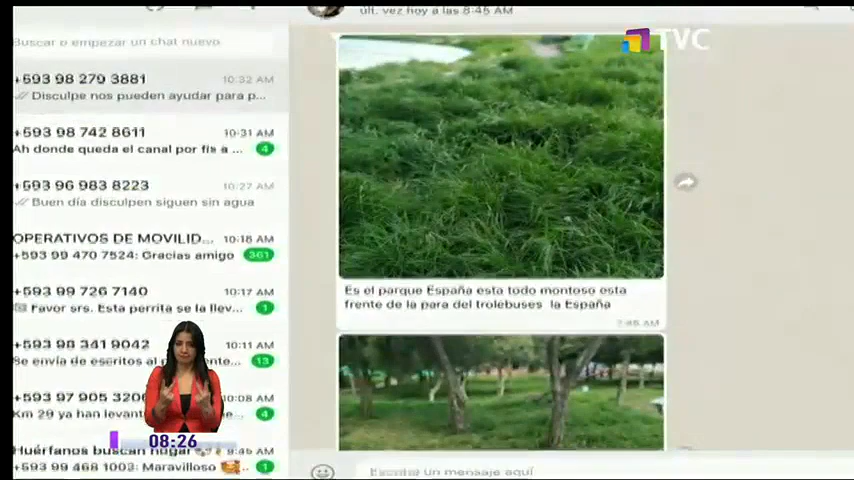 últ. vez hoy a las 8:45 AM
TVC
Buscar o empezar un chat nuevo
+593 98 279 3881 10:32 AM
Disculpe nos pueden ayudar para p...
+593 98 742 8611 10:31 AM
Ah donde queda el canal por fis a ... 4
+593 96 983 8223 10:27 AM
Buen día disculpen siguen sin agua
OPERATIVOS DE MOVILID... 10:18 AM
+593 99 470 7524: Gracias amigo 361
+593 99 726 7140 10:17 AM
Favor srs. Esta perrita se la llev... 1
+593 98 341 9042 10:11 AM
Se envía de escritos al ... ente... 13
+593 97 905 320 10:08 AM
Km 29 ya han levant 4
08:26
Huérfanos buscan hogar 9:45 AM
+593 99 468 1003: Maravilloso 1
Es el parque España esta todo montoso esta
frente de la para del trolebuses la España
7:45 AM
Escribe un mensaje aquí